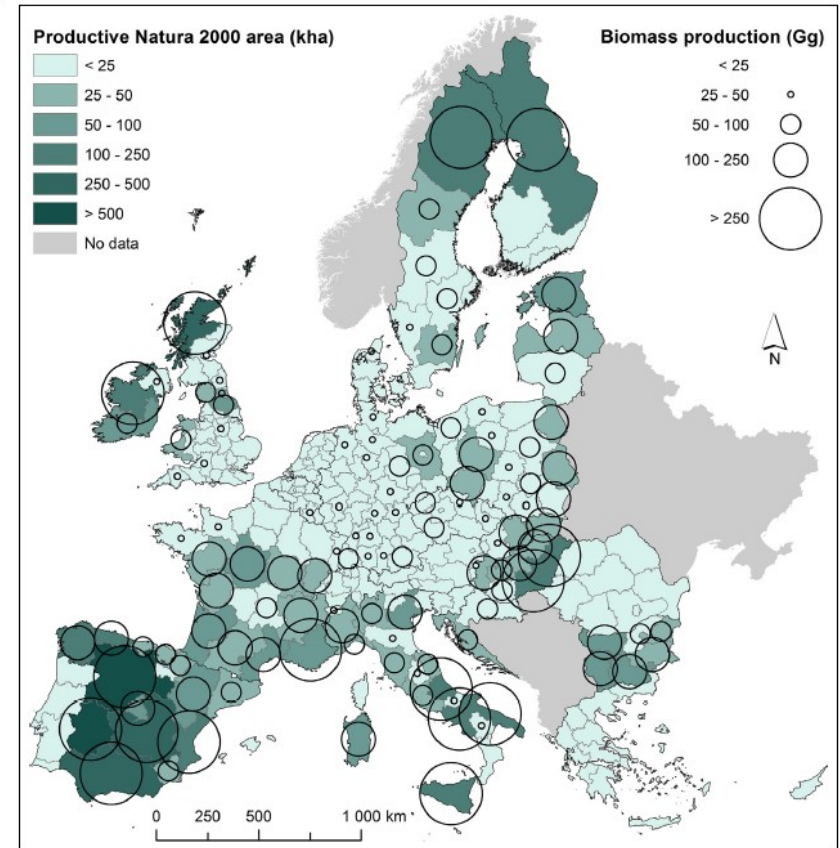 Productive Natura 2000 area (kha)
< 25
25 - 50
50 - 100
100 - 250
250 - 500
> 500
No data
Biomass production (Gg)
< 25
25 - 50
50 - 100
100 - 250
> 250
N
0 250 500 1 000 km